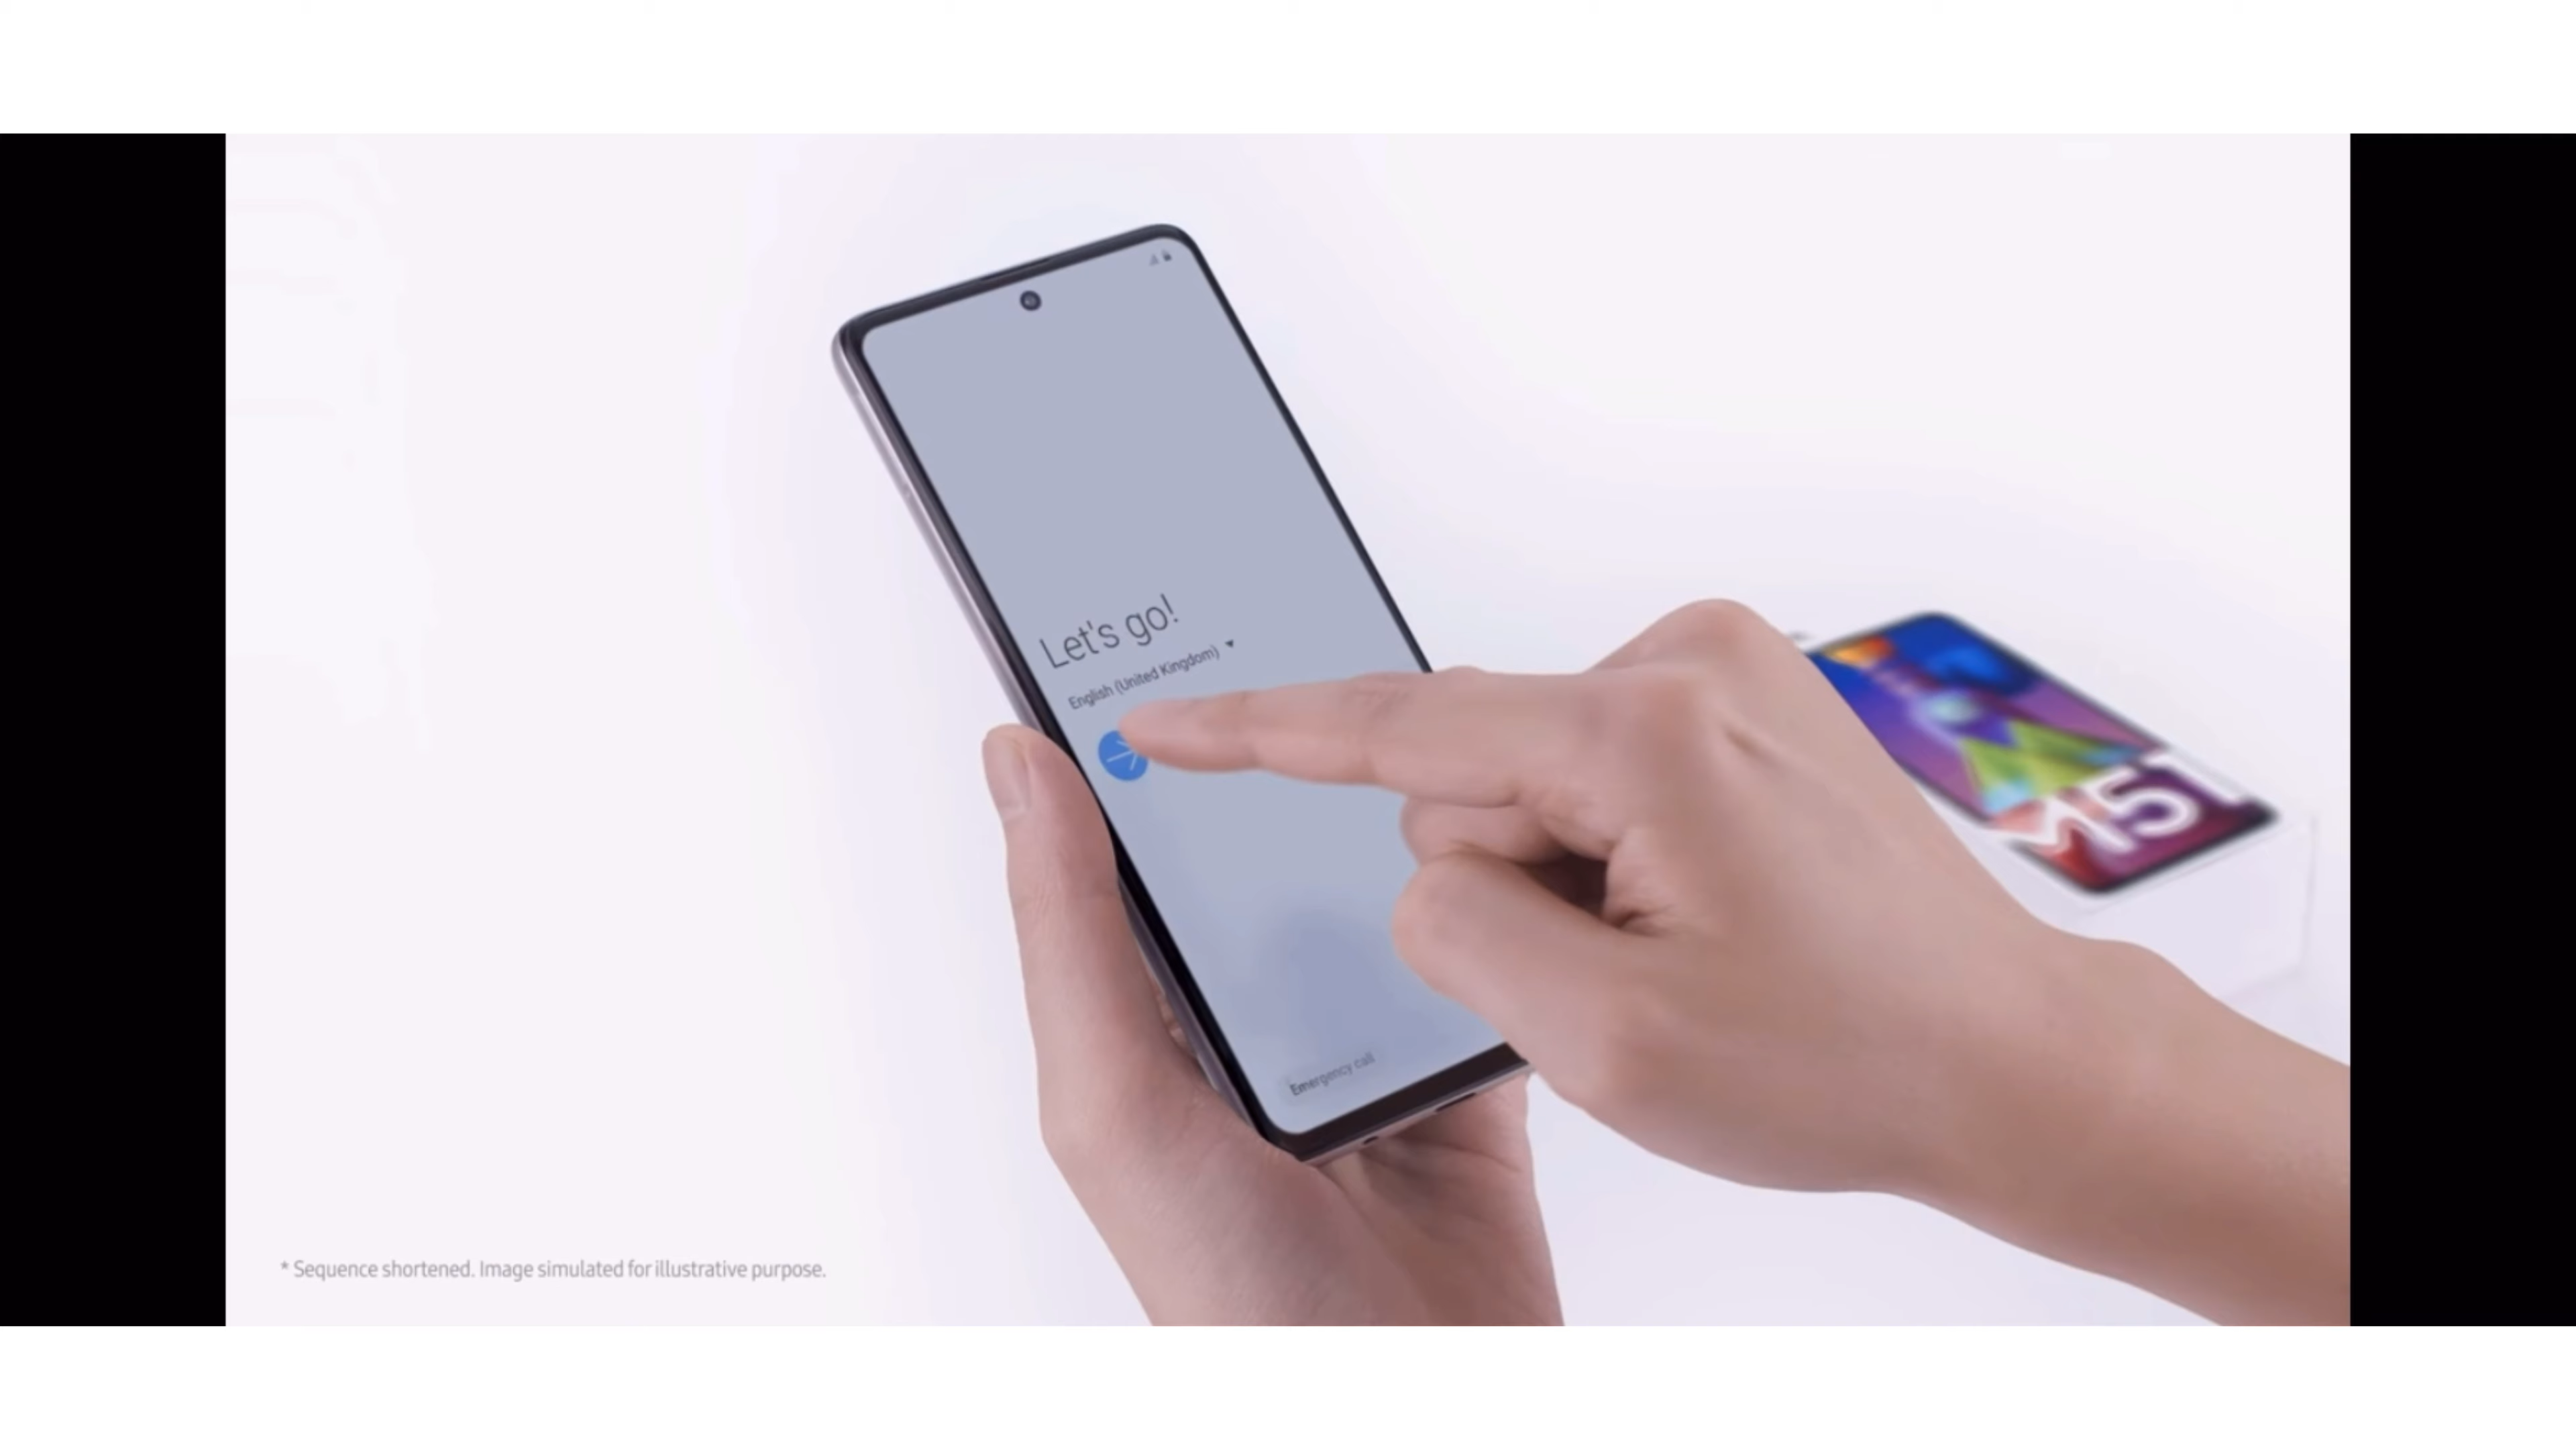 Let's go!
English (United Kingdom)
Emergency call
M51
* Sequence shortened. Image simulated for illustrative purpose.